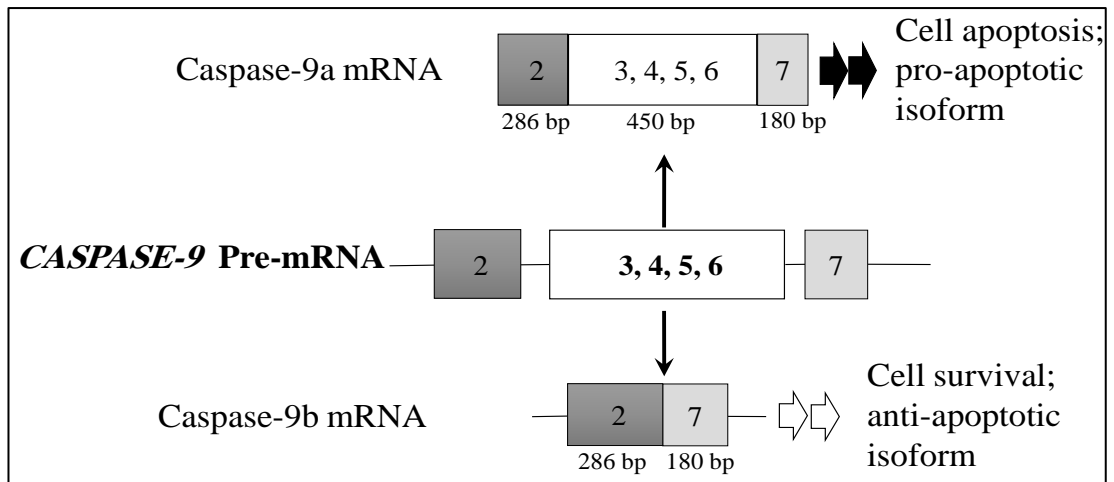 Caspase-9a mRNA
2
3, 4, 5, 6
7
286 bp
450 bp
180 bp
Cell apoptosis;
pro-apoptotic
isoform
CASPASE-9 Pre-mRNA
2
3, 4, 5, 6
7
Caspase-9b mRNA
2
7
286 bp
180 bp
Cell survival;
anti-apoptotic
isoform